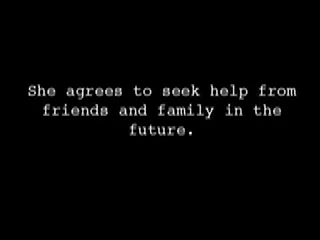 She agrees to seek help from
friends and family in the
future.